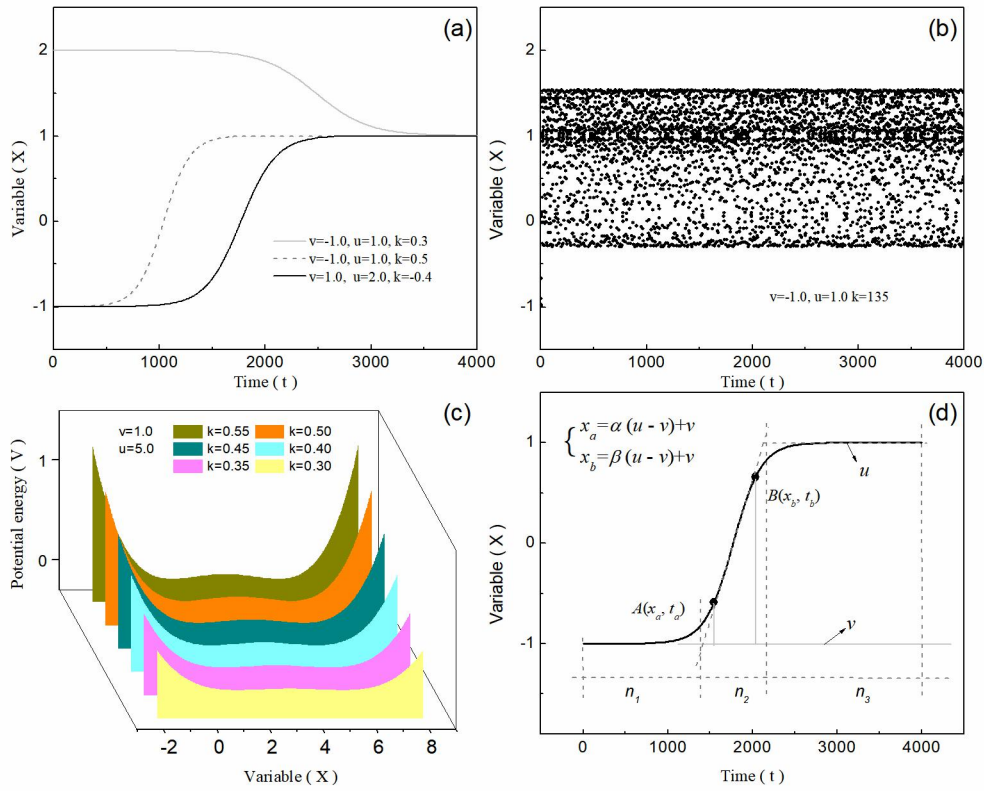 (a)
2
1
0
-1
Variable ( X )
v=-1.0, u=1.0, k=0.3
v=-1.0, u=1.0, k=0.5
v=1.0, u=2.0, k=-0.4
0 1000 2000 3000 4000
Time ( t )
(b)
2
1
0
-1
Variable ( X )
v=-1.0, u=1.0 k=135
0 1000 2000 3000 4000
Time ( t )
(c)
v=1.0
u=5.0
k=0.55 k=0.50
k=0.45 k=0.40
k=0.35 k=0.30
1
0
Potential energy ( V )
-2 0 2 4 6 8
Variable ( X )
(d)
{ x_a=α (u - v)+v
x_b=β (u - v)+v
1
0
-1
Variable ( X )
u
B(x_b, t_b)
A(x_a, t_a)
v
n_1 n_2 n_3
0 1000 2000 3000 4000
Time ( t )